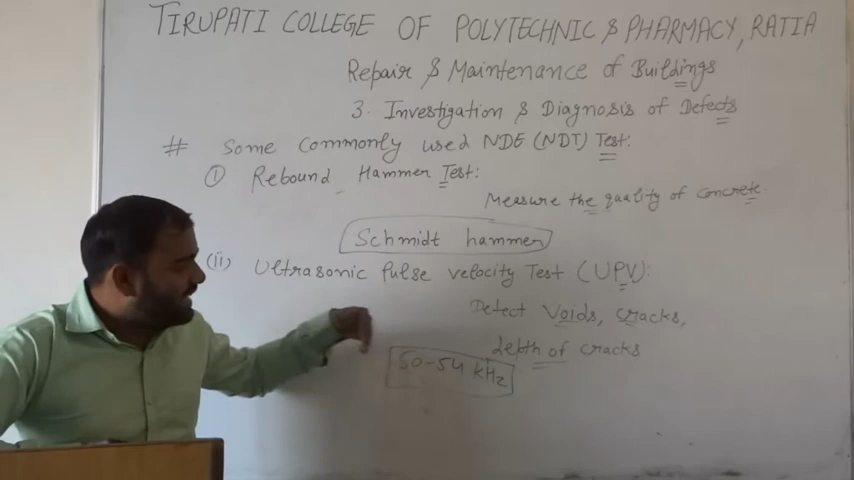 TIRUPATI COLLEGE OF POLYTECHNIC & PHARMACY, RATIA
Repair & Maintenance of Buildings
3. Investigation & Diagnosis of Defects
# Some Commonly used NDE (NDT) Test:
① Rebound Hammer Test:
Measure the quality of concrete.
Schmidt hammer
(ii) Ultrasonic Pulse Velocity Test (UPV):
Detect Voids, cracks,
depth of cracks
50-54 kHz